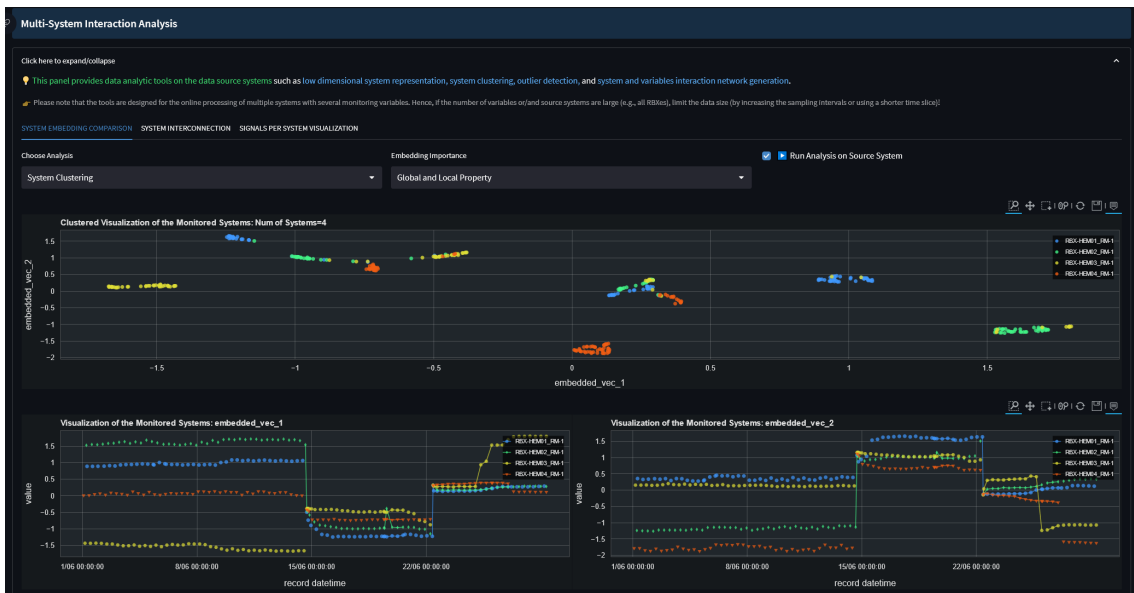 Multi-System Interaction Analysis
Click here to expand/collapse
This panel provides data analytic tools on the data source systems such as low dimensional system representation, system clustering, outlier detection, and system and variables interaction network generation.
Please note that the tools are designed for the online processing of multiple systems with several monitoring variables. Hence, if the number of variables or/and source systems are large (e.g., all RBXes), limit the data size (by increasing the sampling intervals or using a shorter time slice)!
SYSTEM EMBEDDING COMPARISON SYSTEM INTERCONNECTION SIGNALS PER SYSTEM VISUALIZATION
Choose Analysis Embedding Importance Run Analysis on Source System
System Clustering Global and Local Property
Clustered Visualization of the Monitored Systems: Num of Systems=4
RBX-HEM01_RM-1
RBX-HEM02_RM-1
RBX-HEM03_RM-1
RBX-HEM04_RM-1
embedded_vec_2
1.5
1
0.5
0
−0.5
−1
−1.5
−2
−1.5 −1 −0.5 0 0.5 1 1.5
embedded_vec_1
Visualization of the Monitored Systems: embedded_vec_1
RBX-HEM01_RM-1
RBX-HEM02_RM-1
RBX-HEM03_RM-1
RBX-HEM04_RM-1
value
1.5
1
0.5
0
−0.5
−1
−1.5
1/06 00:00:00 8/06 00:00:00 15/06 00:00:00 22/06 00:00:00
record datetime
Visualization of the Monitored Systems: embedded_vec_2
RBX-HEM01_RM-1
RBX-HEM02_RM-1
RBX-HEM03_RM-1
RBX-HEM04_RM-1
value
1.5
1
0.5
0
−0.5
−1
−1.5
−2
1/06 00:00:00 8/06 00:00:00 15/06 00:00:00 22/06 00:00:00
record datetime